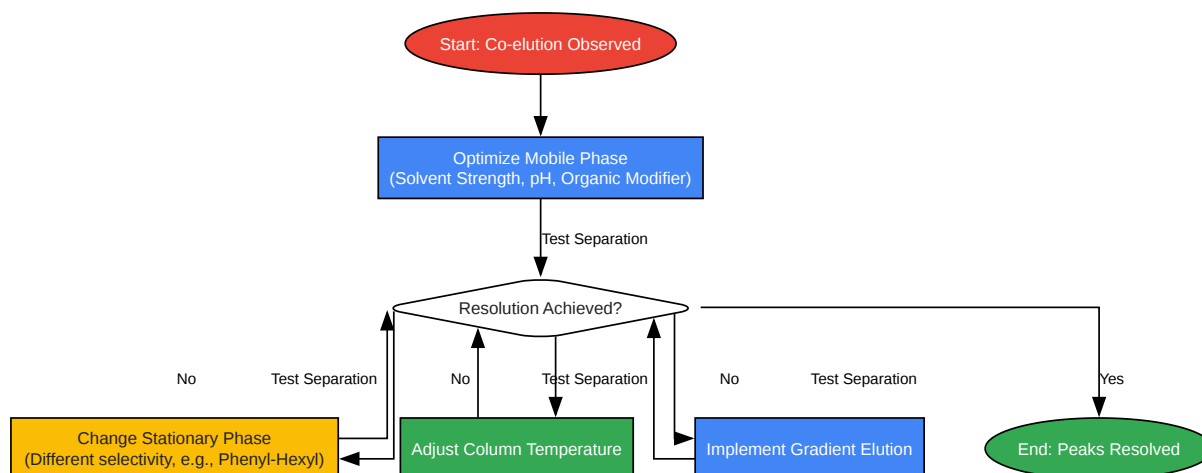 Start: Co-elution Observed
Optimize Mobile Phase
(Solvent Strength, pH, Organic Modifier)
Test Separation
Resolution Achieved?
No
Test Separation
No
Test Separation
No
Test Separation
Yes
Change Stationary Phase
(Different selectivity, e.g., Phenyl-Hexyl)
Adjust Column Temperature
Implement Gradient Elution
End: Peaks Resolved